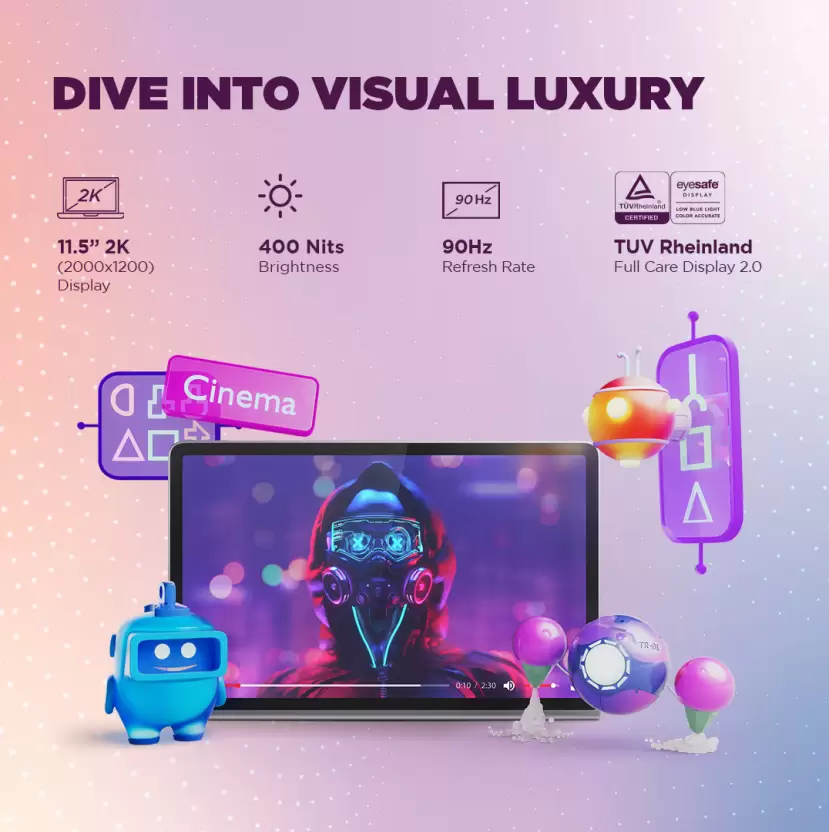 DIVE INTO VISUAL LUXURY
2K
90Hz
TÜVRheinland®
CERTIFIED
eyesafe®
DISPLAY
LOW BLUE LIGHT
COLOR ACCURATE
11.5” 2K
(2000x1200)
Display
400 Nits
Brightness
90Hz
Refresh Rate
TUV Rheinland
Full Care Display 2.0
Cinema
TR-01
0:10 / 2:30